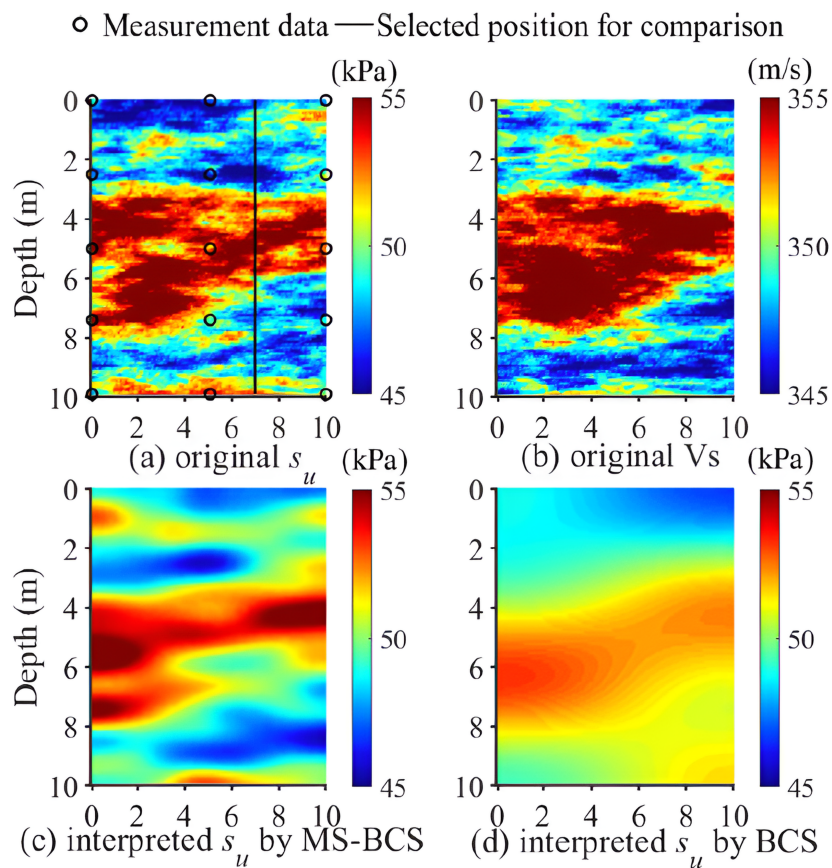 Measurement data — Selected position for comparison
(kPa) (m/s)
0 55 0 355
2 2
4 4
Depth (m) 50 350
6 6
8 8
10 45 10 345
0 2 4 6 8 10 0 2 4 6 8 10
(a) original s_u (kPa) (b) original Vs (kPa)
0 55 0 55
2 2
4 4
Depth (m) 50 50
6 6
8 8
10 45 10 45
0 2 4 6 8 10 0 2 4 6 8 10
(c) interpreted s_u by MS-BCS (d) interpreted s_u by BCS